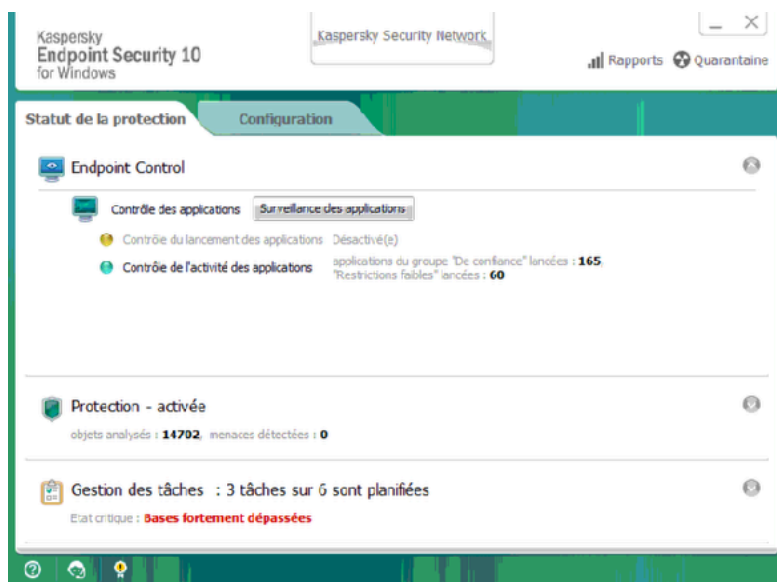 Kaspersky
Endpoint Security 10
for Windows
Kaspersky Security Network
Rapports Quarantaine
Statut de la protection Configuration
Endpoint Control
Contrôle des applications Surveillance des applications
Contrôle du lancement des applications Désactivé(e)
Contrôle de l'activité des applications applications du groupe "De confiance" lancées : 165,
"Restrictions faibles" lancées : 60
Protection - activée
objets analysés : 14702, menaces détectées : 0
Gestion des tâches : 3 tâches sur 6 sont planifiées
Etat critique : Bases fortement dépassées